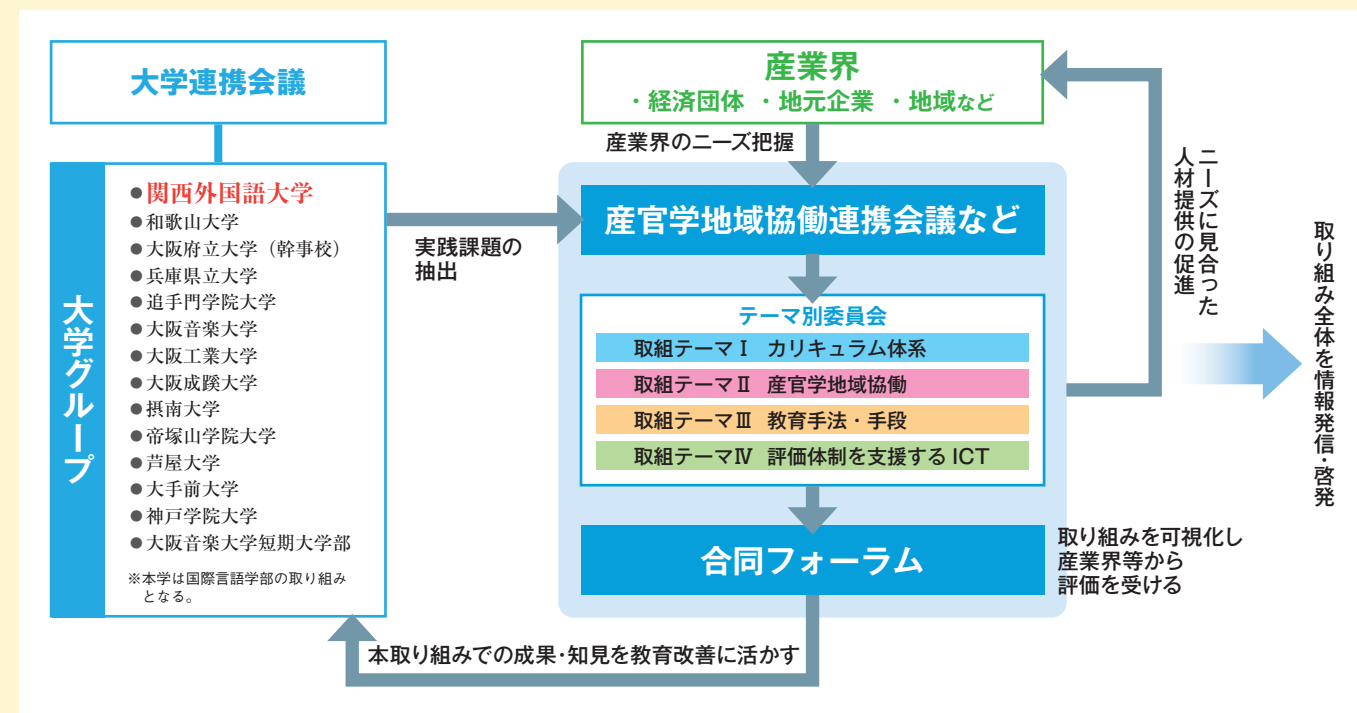 大学連携会議
大学グループ
●関西外国語大学
●和歌山大学
●大阪府立大学（幹事校）
●兵庫県立大学
●追手門学院大学
●大阪音楽大学
●大阪工業大学
●大阪成蹊大学
●摂南大学
●帝塚山学院大学
●芦屋大学
●大手前大学
●神戸学院大学
●大阪音楽大学短期大学部
※本学は国際言語学部の取り組み
となる。
実践課題の
抽出
産業界
・経済団体 ・地元企業 ・地域など
産業界のニーズ把握
産官学地域協働連携会議など
テーマ別委員会
取組テーマⅠ カリキュラム体系
取組テーマⅡ 産官学地域協働
取組テーマⅢ 教育手法・手段
取組テーマⅣ 評価体制を支援する ICT
合同フォーラム
取り組みを可視化し
産業界等から
評価を受ける
本取り組みでの成果・知見を教育改善に活かす
ニーズに見合った
人材提供の促進
取り組み全体を情報発信・啓発